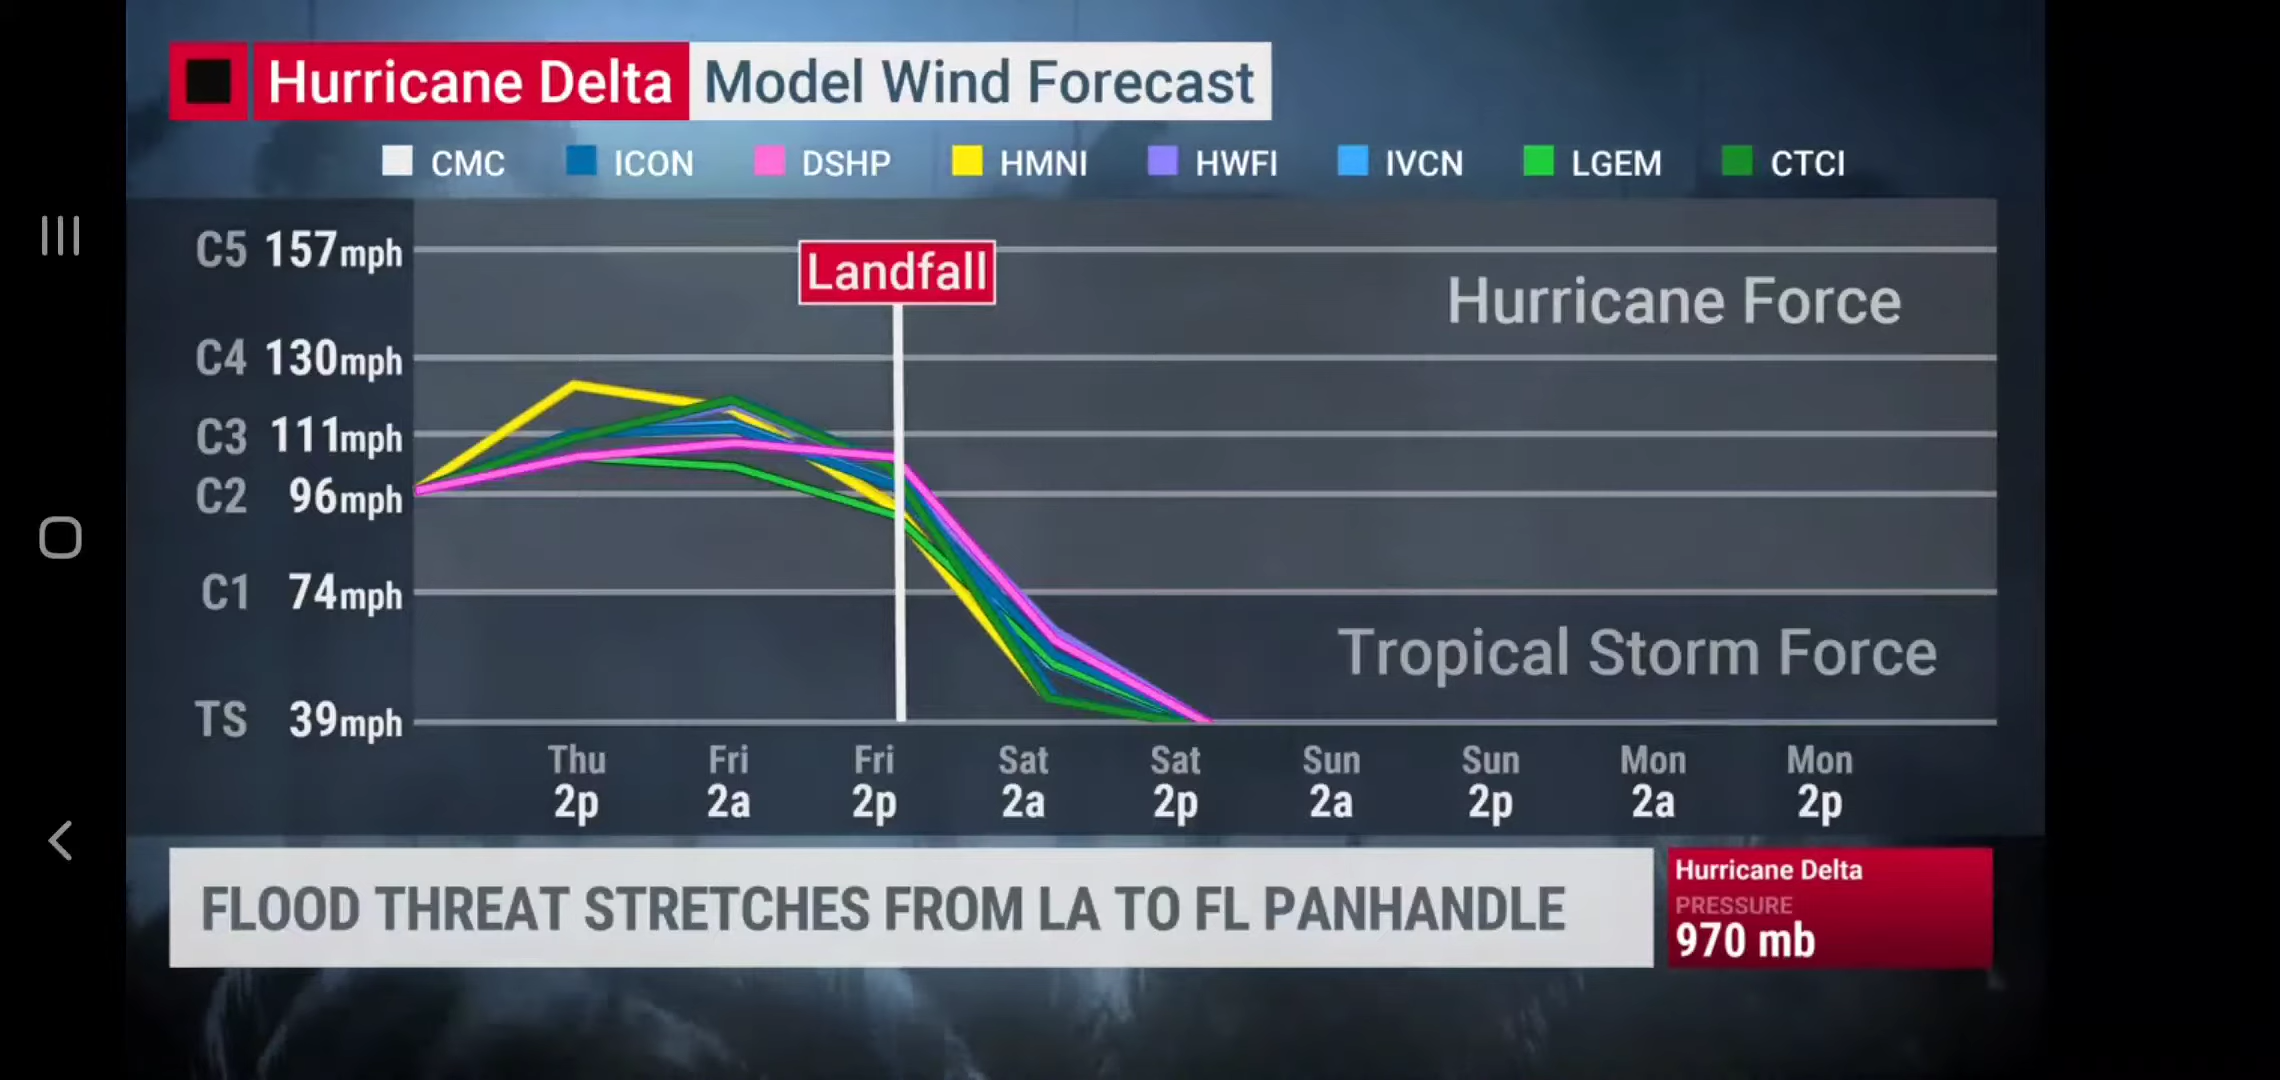 Hurricane Delta Model Wind Forecast
CMC ICON DSHP HMNI HWFI IVCN LGEM CTCI
C5 157mph
Landfall
Hurricane Force
C4 130mph
C3 111mph
C2 96mph
C1 74mph
Tropical Storm Force
TS 39mph
Thu Fri Fri Sat Sat Sun Sun Mon Mon
2p 2a 2p 2a 2p 2a 2p 2a 2p
FLOOD THREAT STRETCHES FROM LA TO FL PANHANDLE
Hurricane Delta
PRESSURE
970 mb